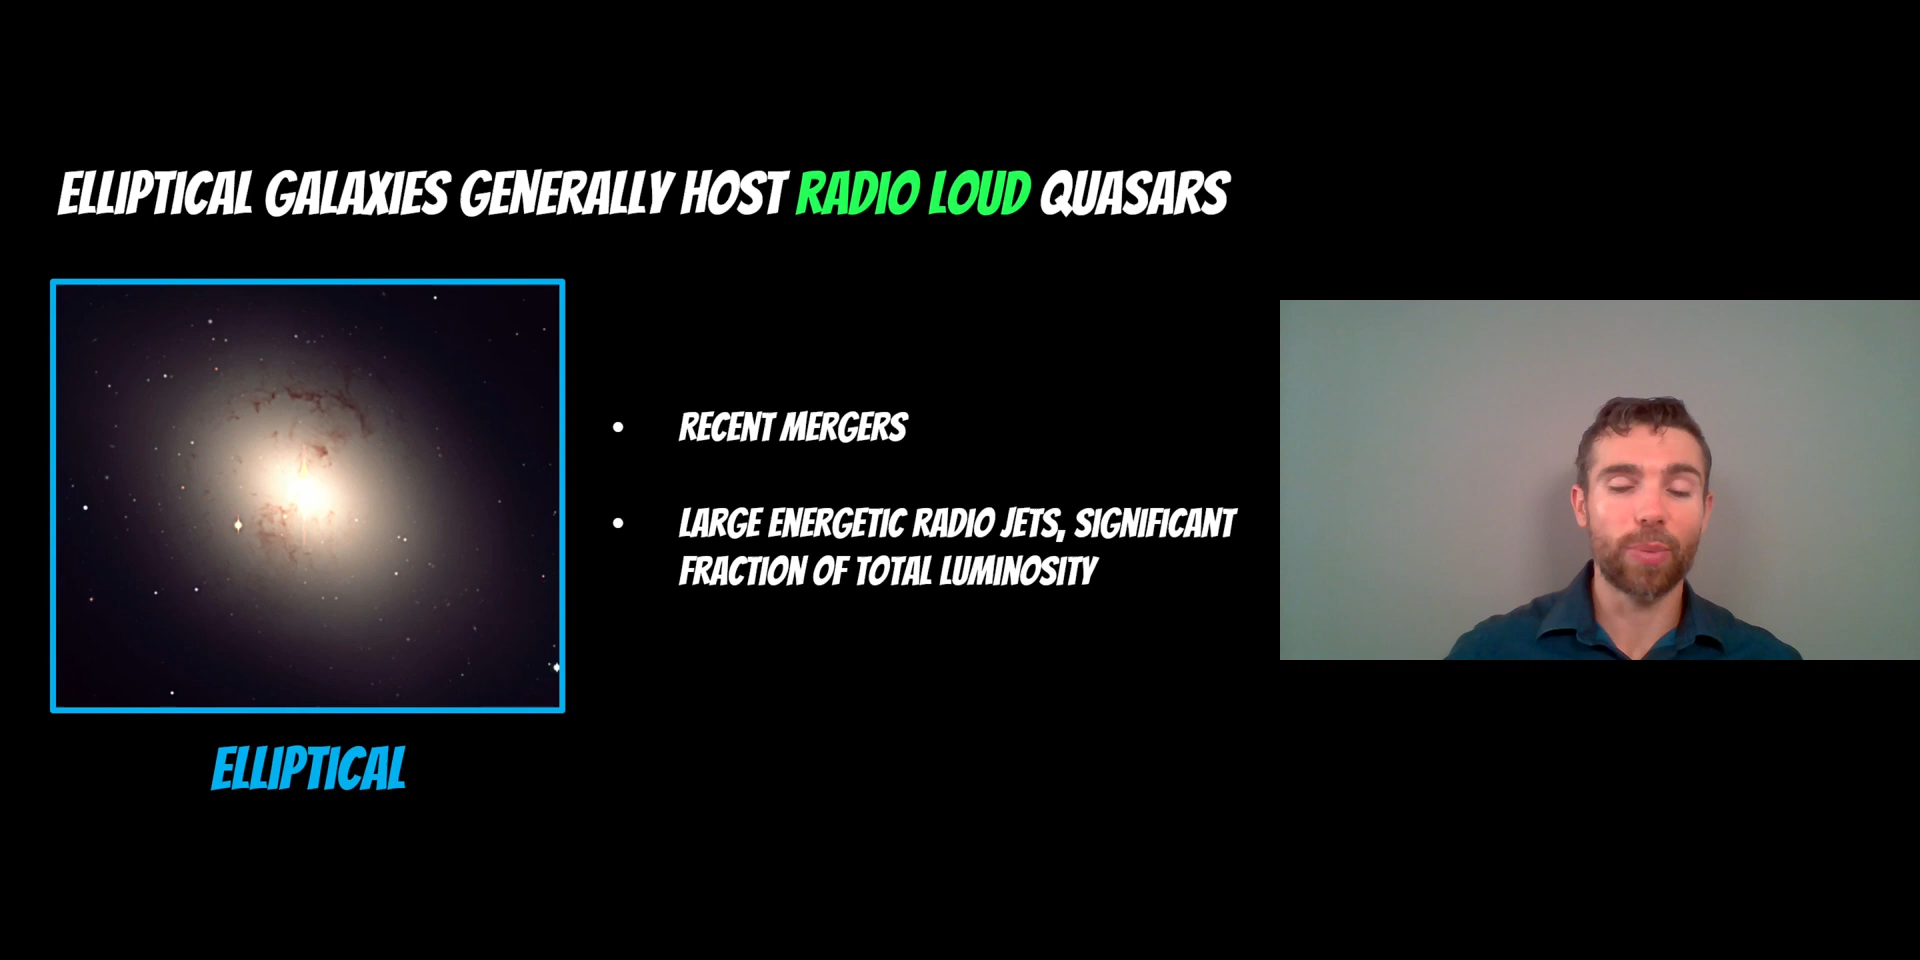 ELLIPTICAL GALAXIES GENERALLY HOST RADIO LOUD QUASARS
• RECENT MERGERS
• LARGE ENERGETIC RADIO JETS, SIGNIFICANT
FRACTION OF TOTAL LUMINOSITY
ELLIPTICAL